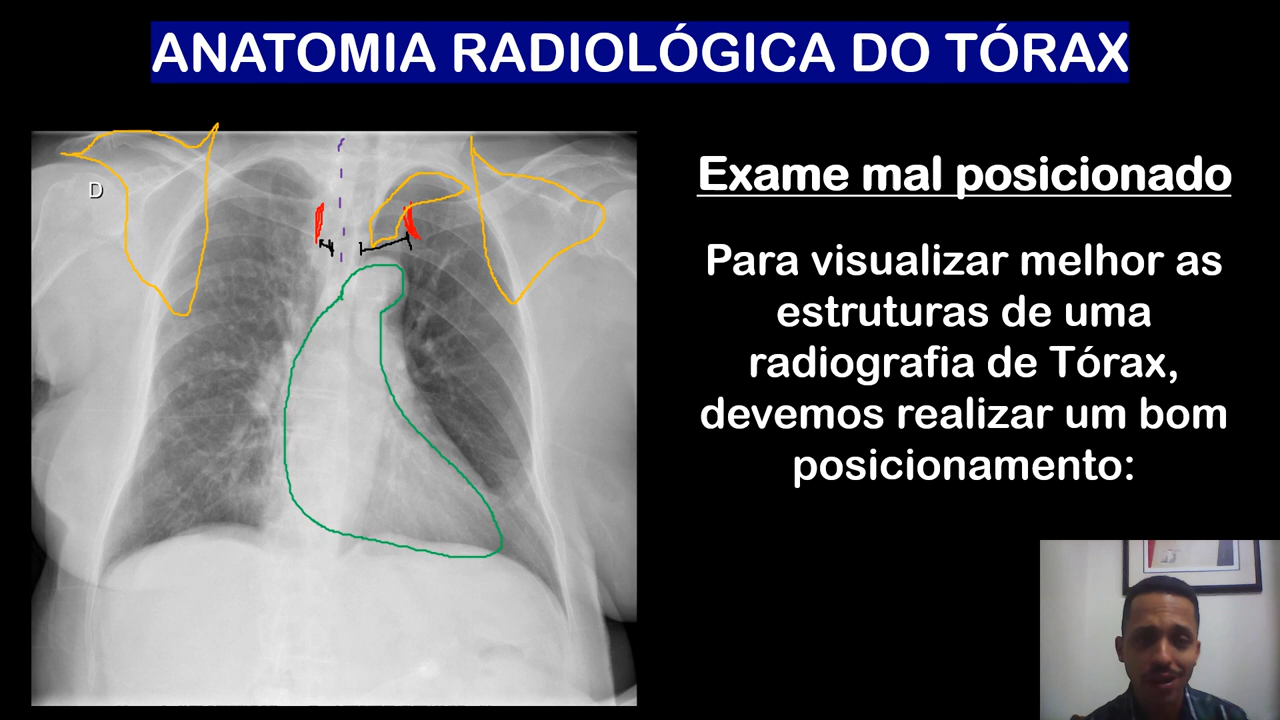 ANATOMIA RADIOLÓGICA DO TÓRAX
D
Exame mal posicionado
Para visualizar melhor as
estruturas de uma
radiografia de Tórax,
devemos realizar um bom
posicionamento: